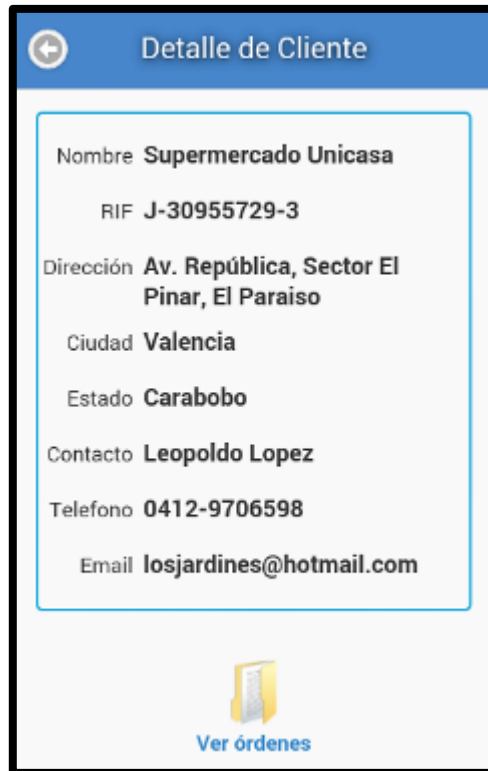 Detalle de Cliente
Nombre Supermercado Unicasa
RIF J-30955729-3
Dirección Av. República, Sector El
Pinar, El Paraiso
Ciudad Valencia
Estado Carabobo
Contacto Leopoldo Lopez
Telefono 0412-9706598
Email losjardines@hotmail.com
Ver órdenes